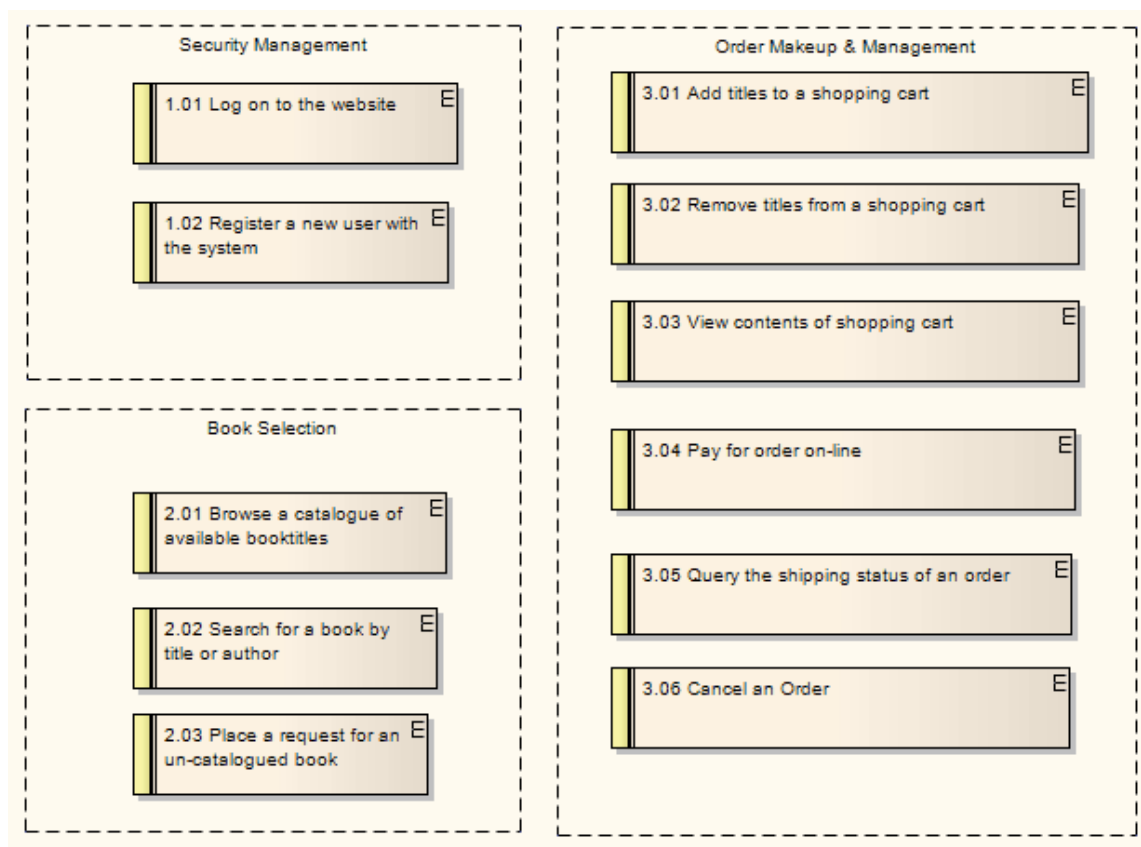 Security Management
1.01 Log on to the website
E
1.02 Register a new user with
the system
E
Book Selection
2.01 Browse a catalogue of
available booktitles
E
2.02 Search for a book by
title or author
E
2.03 Place a request for an
un-catalogued book
E
Order Makeup & Management
3.01 Add titles to a shopping cart
E
3.02 Remove titles from a shopping cart
E
3.03 View contents of shopping cart
E
3.04 Pay for order on-line
E
3.05 Query the shipping status of an order
E
3.06 Cancel an Order
E